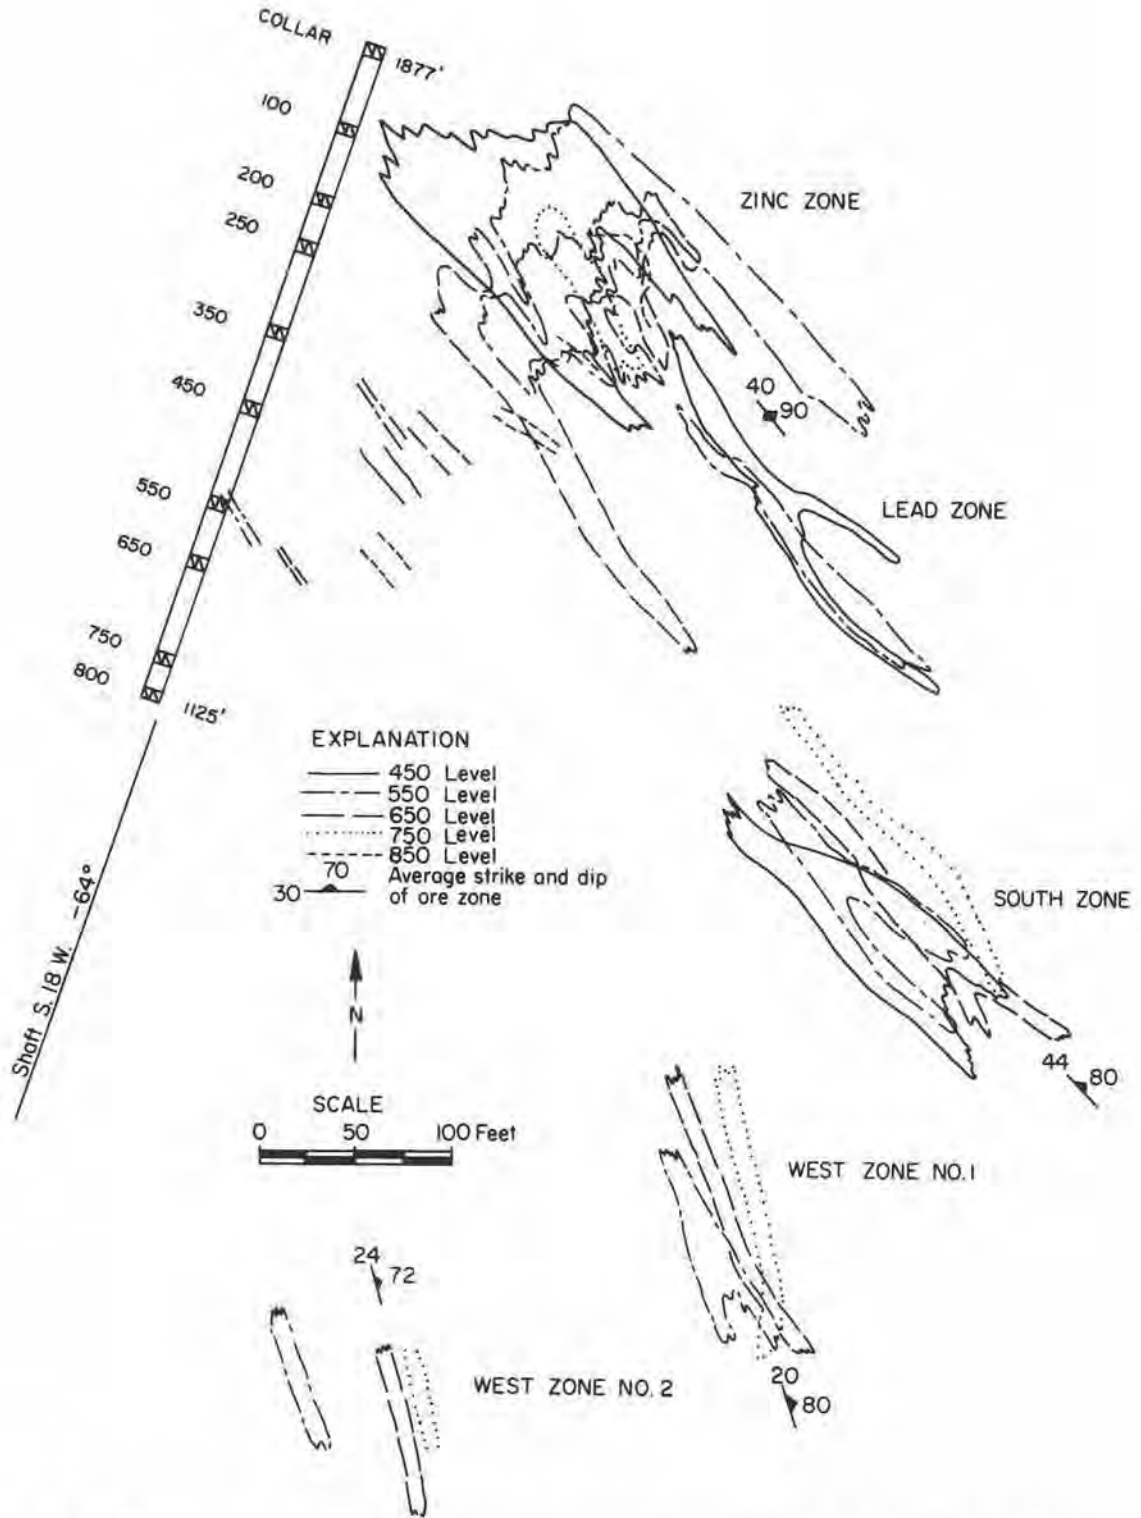 COLLAR
1877'
100
200
250
350
450
550
650
750
800
1125'
Shaft S. 18 W. -64°
ZINC ZONE
40
90
LEAD ZONE
EXPLANATION
450 Level
550 Level
650 Level
750 Level
850 Level
70
30
Average strike and dip
of ore zone
N
SCALE
0 50 100 Feet
SOUTH ZONE
44
80
WEST ZONE NO. 1
20
80
24
72
WEST ZONE NO. 2